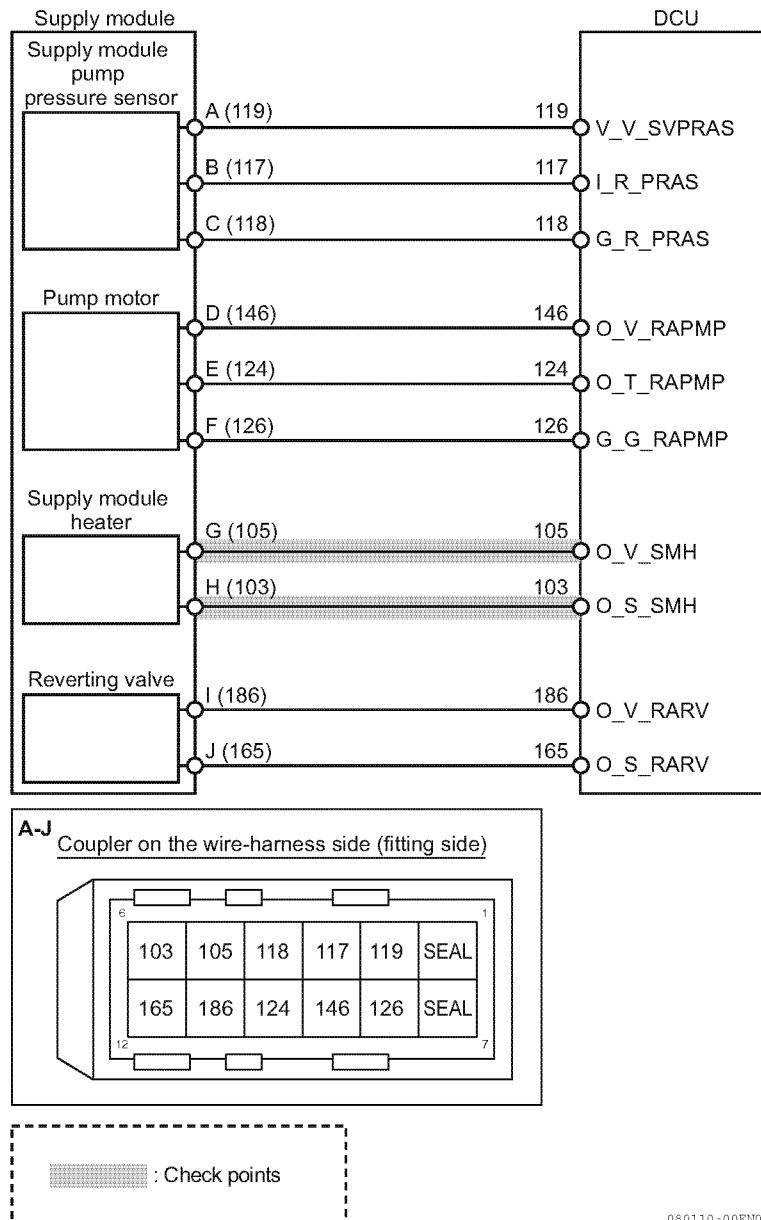 Supply module
DCU
Supply module
pump
pressure sensor
A (119)
119
V_V_SVPRAS
B (117)
117
I_R_PRAS
C (118)
118
G_R_PRAS
Pump motor
D (146)
146
O_V_RAPMP
E (124)
124
O_T_RAPMP
F (126)
126
G_G_RAPMP
Supply module
heater
G (105)
105
O_V_SMH
H (103)
103
O_S_SMH
Reverting valve
I (186)
186
O_V_RARV
J (165)
165
O_S_RARV
A-J
Coupler on the wire-harness side (fitting side)
6 1
103 105 118 117 119 SEAL
165 186 124 146 126 SEAL
12 7
: Check points